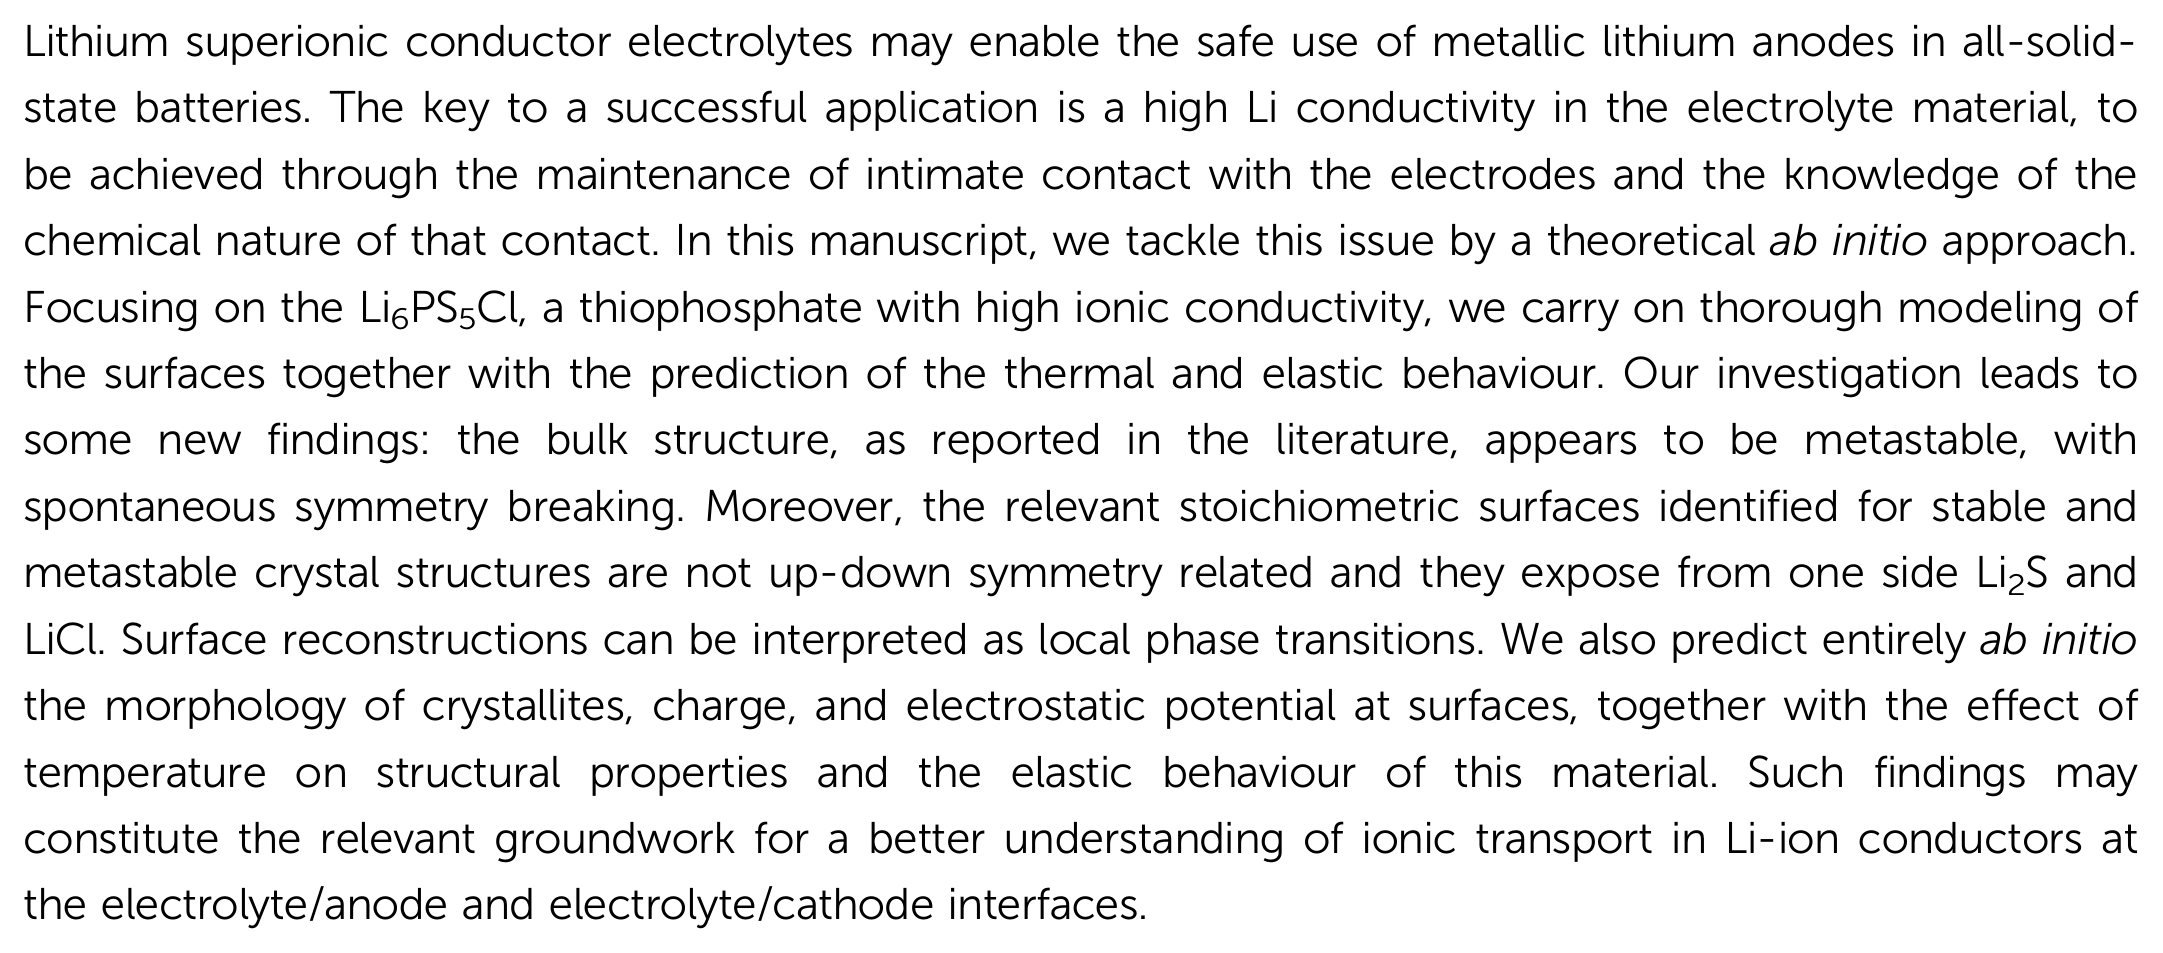 Lithium superionic conductor electrolytes may enable the safe use of metallic lithium anodes in all-solid-
state batteries. The key to a successful application is a high Li conductivity in the electrolyte material, to
be achieved through the maintenance of intimate contact with the electrodes and the knowledge of the
chemical nature of that contact. In this manuscript, we tackle this issue by a theoretical ab initio approach.
Focusing on the Li₆PS₅Cl, a thiophosphate with high ionic conductivity, we carry on thorough modeling of
the surfaces together with the prediction of the thermal and elastic behaviour. Our investigation leads to
some new findings: the bulk structure, as reported in the literature, appears to be metastable, with
spontaneous symmetry breaking. Moreover, the relevant stoichiometric surfaces identified for stable and
metastable crystal structures are not up-down symmetry related and they expose from one side Li₂S and
LiCl. Surface reconstructions can be interpreted as local phase transitions. We also predict entirely ab initio
the morphology of crystallites, charge, and electrostatic potential at surfaces, together with the effect of
temperature on structural properties and the elastic behaviour of this material. Such findings may
constitute the relevant groundwork for a better understanding of ionic transport in Li-ion conductors at
the electrolyte/anode and electrolyte/cathode interfaces.